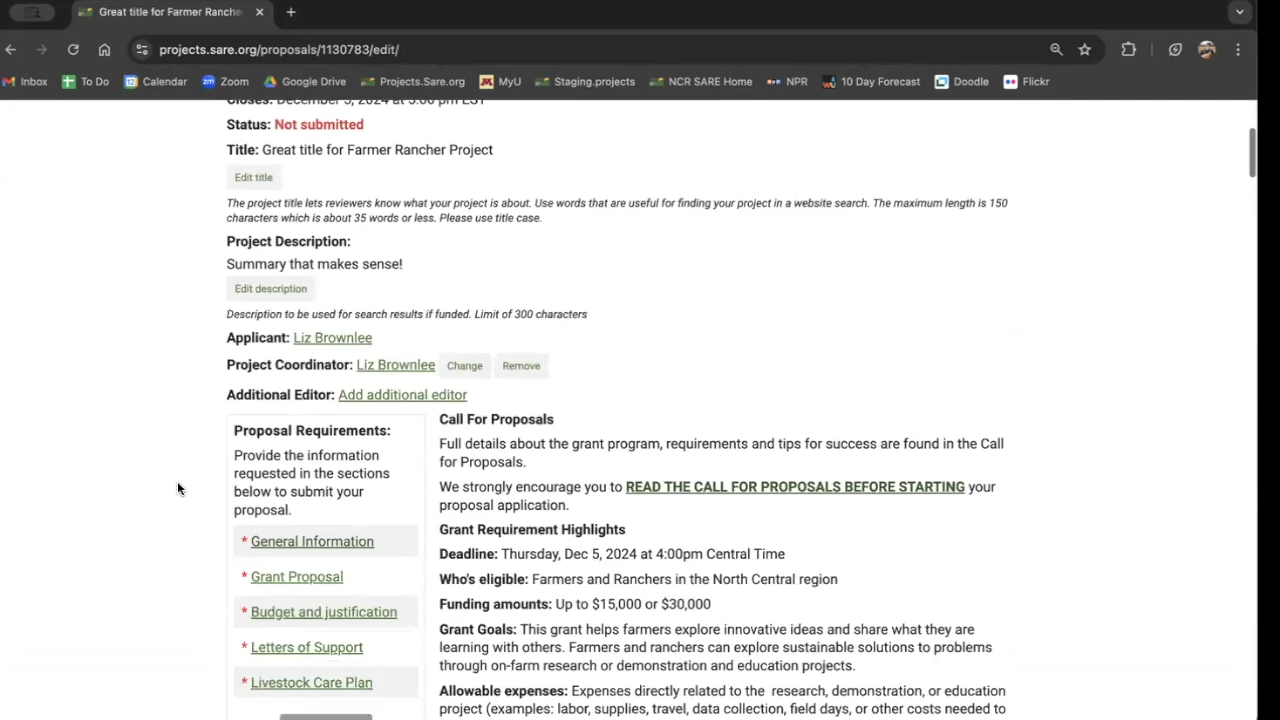 Great title for Farmer Ranche
projects.sare.org/proposals/1130783/edit/
Inbox To Do Calendar Zoom Google Drive Projects.Sare.org MyU Staging.projects NCR SARE Home NPR 10 Day Forecast Doodle Flickr
Closes: December 5, 2024 at 5:00 pm EST
Status: Not submitted
Title: Great title for Farmer Rancher Project
Edit title
The project title lets reviewers know what your project is about. Use words that are useful for finding your project in a website search. The maximum length is 150
characters which is about 35 words or less. Please use title case.
Project Description:
Summary that makes sense!
Edit description
Description to be used for search results if funded. Limit of 300 characters
Applicant: Liz Brownlee
Project Coordinator: Liz Brownlee Change Remove
Additional Editor: Add additional editor
Proposal Requirements:
Provide the information
requested in the sections
below to submit your
proposal.
* General Information
* Grant Proposal
* Budget and justification
* Letters of Support
* Livestock Care Plan
Call For Proposals
Full details about the grant program, requirements and tips for success are found in the Call
for Proposals.
We strongly encourage you to READ THE CALL FOR PROPOSALS BEFORE STARTING your
proposal application.
Grant Requirement Highlights
Deadline: Thursday, Dec 5, 2024 at 4:00pm Central Time
Who's eligible: Farmers and Ranchers in the North Central region
Funding amounts: Up to $15,000 or $30,000
Grant Goals: This grant helps farmers explore innovative ideas and share what they are
learning with others. Farmers and ranchers can explore sustainable solutions to problems
through on-farm research or demonstration and education projects.
Allowable expenses: Expenses directly related to the research, demonstration, or education
project (examples: labor, supplies, travel, data collection, field days, or other costs needed to